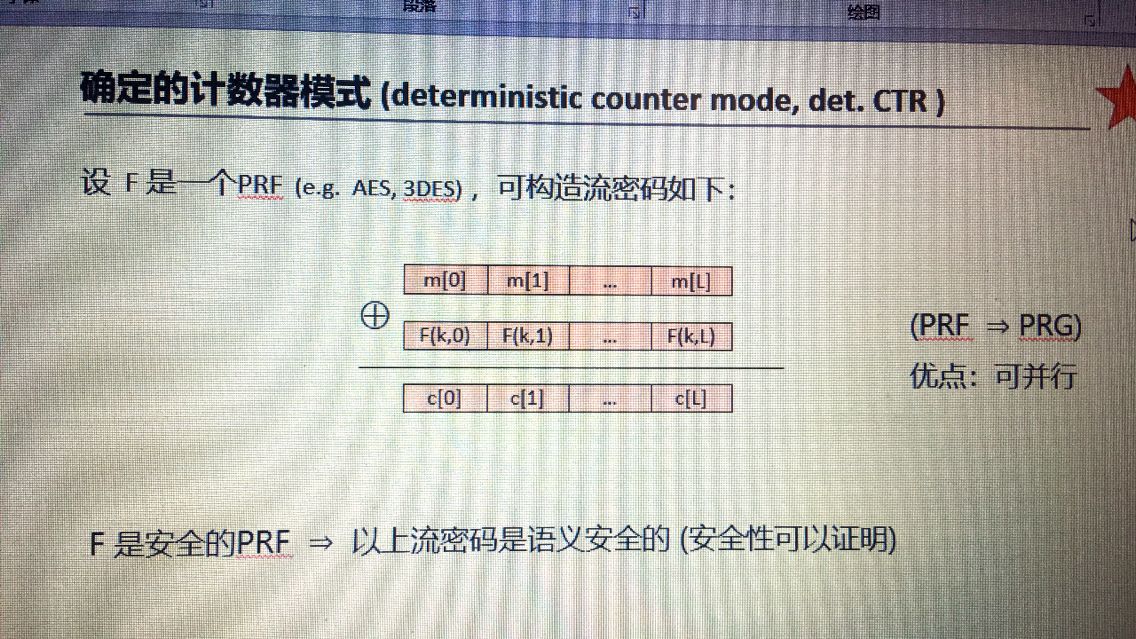 段落
绘图
确定的计数器模式 (deterministic counter mode, det. CTR )
设 F 是一个PRF (e.g. AES, 3DES) ，可构造流密码如下：
m[0] m[1] ... m[L]
⊕
F(k,0) F(k,1) ... F(k,L)
(PRF ⇒ PRG)
优点：可并行
c[0] c[1] ... c[L]
F 是安全的PRF ⇒ 以上流密码是语义安全的 (安全性可以证明)